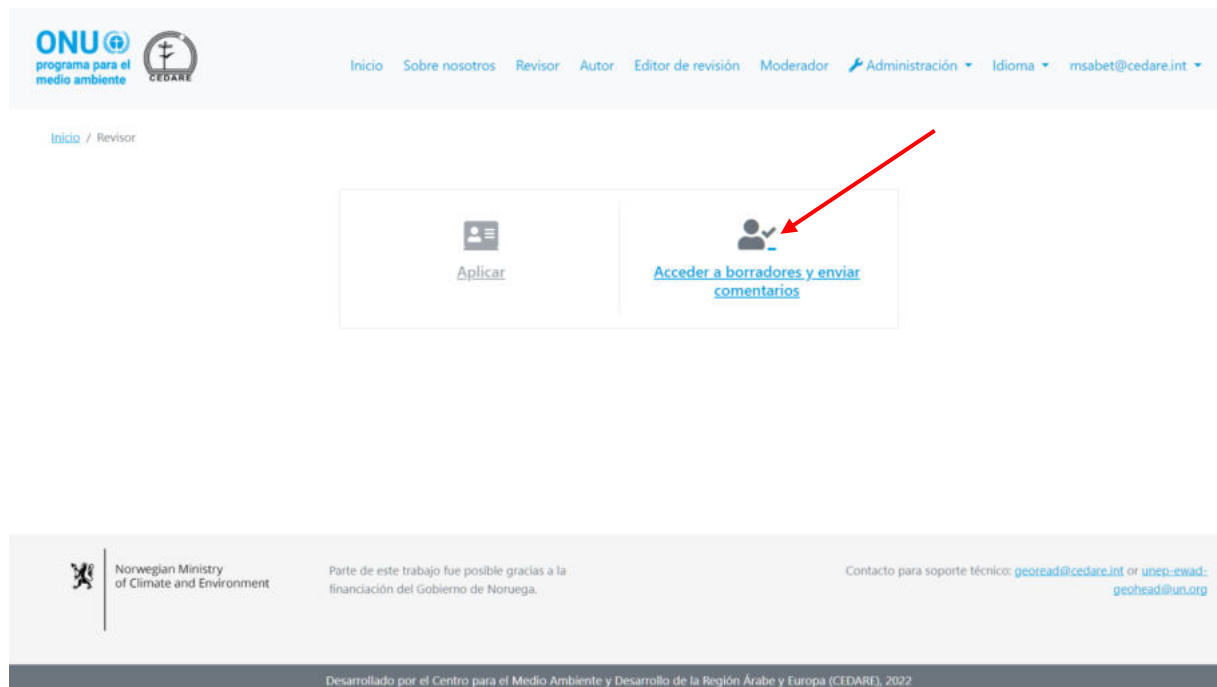 ONU
programa para el
medio ambiente
CEDARE
Inicio Sobre nosotros Revisor Autor Editor de revisión Moderador Administración Idioma msabet@cedare.int
Inicio / Revisor
Aplicar
Acceder a borradores y enviar
comentarios
Norwegian Ministry
of Climate and Environment
Parte de este trabajo fue posible gracias a la
financiación del Gobierno de Noruega.
Contacto para soporte técnico: georead@cedare.int or unep-ewad-
geohead@un.org
Desarrollado por el Centro para el Medio Ambiente y Desarrollo de la Región Árabe y Europa (CEDARE), 2022